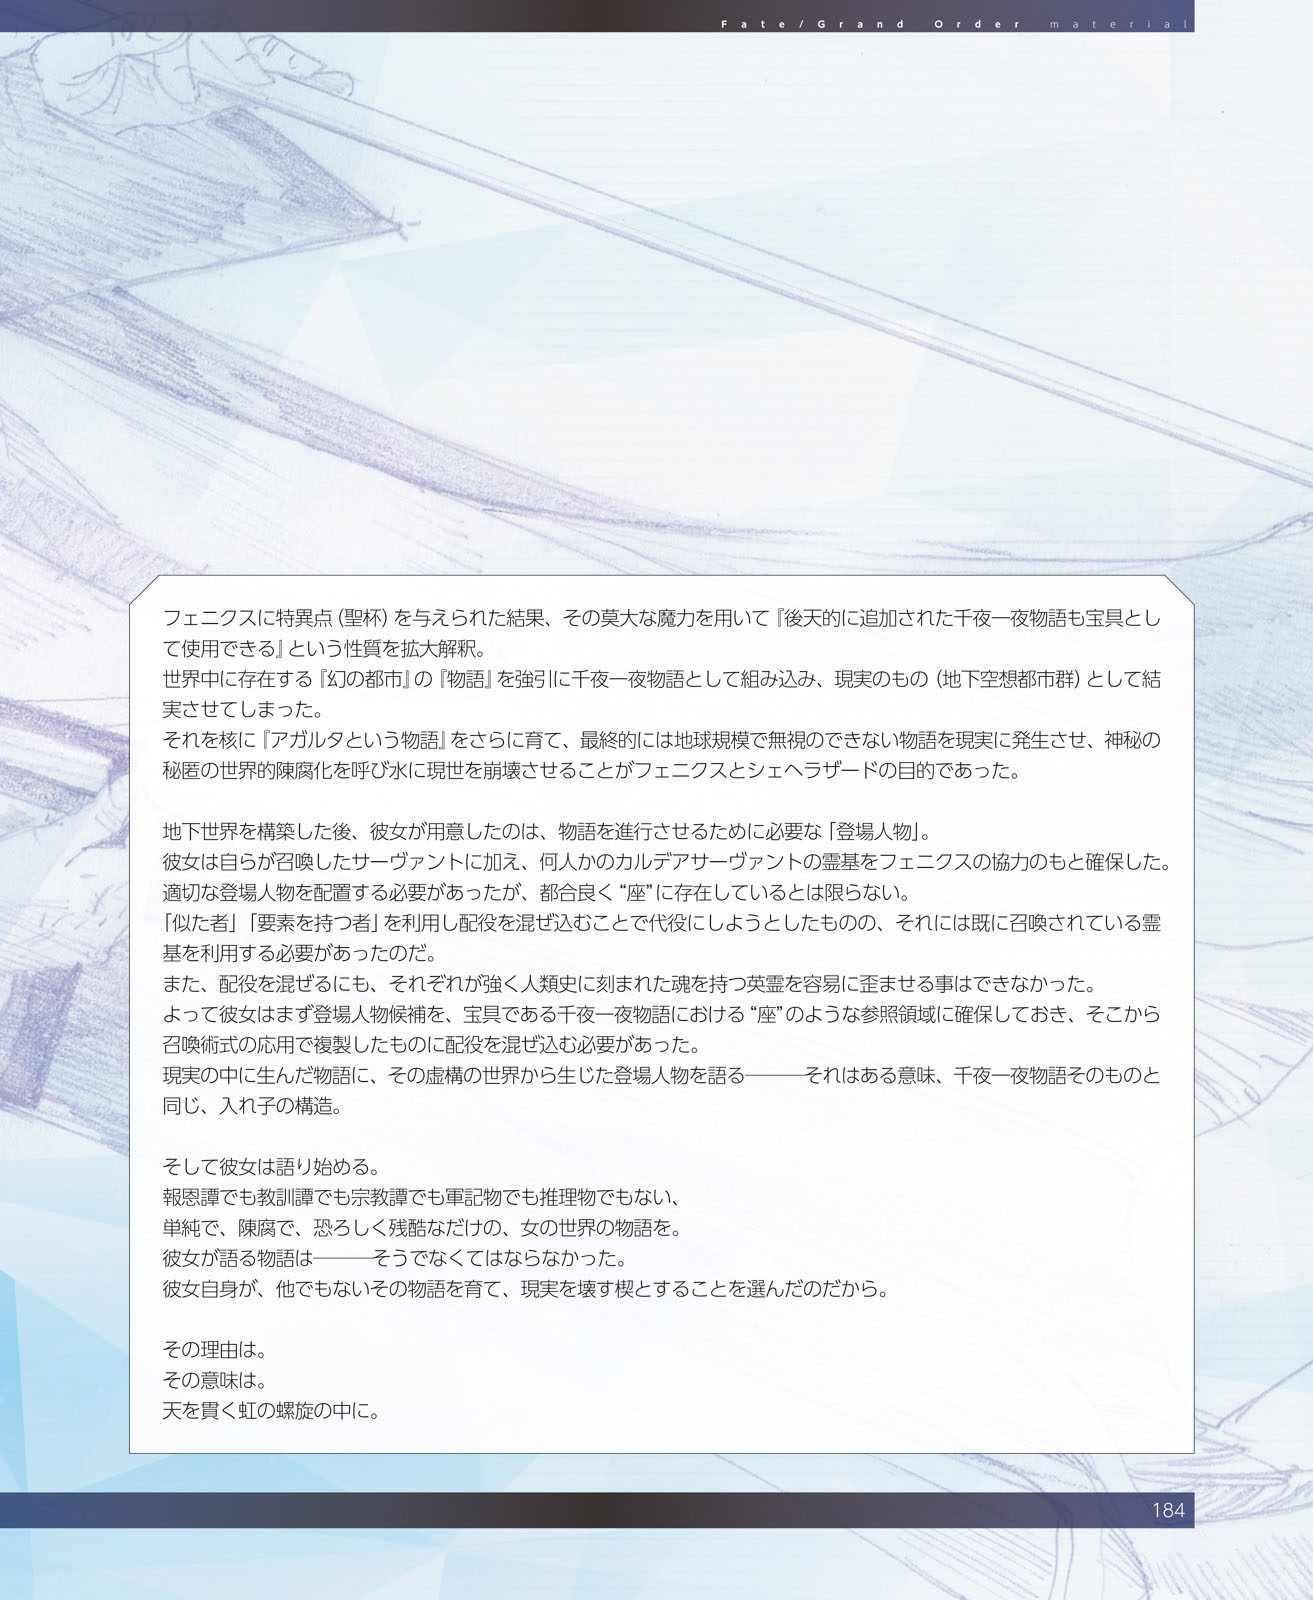 Fate/Grand Order material
フェニクスに特異点（聖杯）を与えられた結果、その莫大な魔力を用いて『後天的に追加された千夜一夜物語も宝具とし
て使用できる』という性質を拡大解釈。
世界中に存在する『幻の都市』の『物語』を強引に千夜一夜物語として組み込み、現実のもの（地下空想都市群）として結
実させてしまった。
それを核に『アガルタという物語』をさらに育て、最終的には地球規模で無視のできない物語を現実に発生させ、神秘の
秘匿の世界的陳腐化を呼び水に現世を崩壊させることがフェニクスとシェヘラザードの目的であった。
地下世界を構築した後、彼女が用意したのは、物語を進行させるために必要な「登場人物」。
彼女は自らが召喚したサーヴァントに加え、何人かのカルデアサーヴァントの霊基をフェニクスの協力のもと確保した。
適切な登場人物を配置する必要があったが、都合良く“座”に存在しているとは限らない。
「似た者」「要素を持つ者」を利用し配役を混ぜ込むことで代役にしようとしたものの、それには既に召喚されている霊
基を利用する必要があったのだ。
また、配役を混ぜるにも、それぞれが強く人類史に刻まれた魂を持つ英霊を容易に歪ませる事はできなかった。
よって彼女はまず登場人物候補を、宝具である千夜一夜物語における“座”のような参照領域に確保しておき、そこから
召喚術式の応用で複製したものに配役を混ぜ込む必要があった。
現実の中に生んだ物語に、その虚構の世界から生じた登場人物を語る―――それはある意味、千夜一夜物語そのものと
同じ、入れ子の構造。
そして彼女は語り始める。
報恩譚でも教訓譚でも宗教譚でも軍記物でも推理物でもない、
単純で、陳腐で、恐ろしく残酷なだけの、女の世界の物語を。
彼女が語る物語は―――そうでなくてはならなかった。
彼女自身が、他でもないその物語を育て、現実を壊す楔とすることを選んだのだから。
その理由は。
その意味は。
天を貫く虹の螺旋の中に。
184